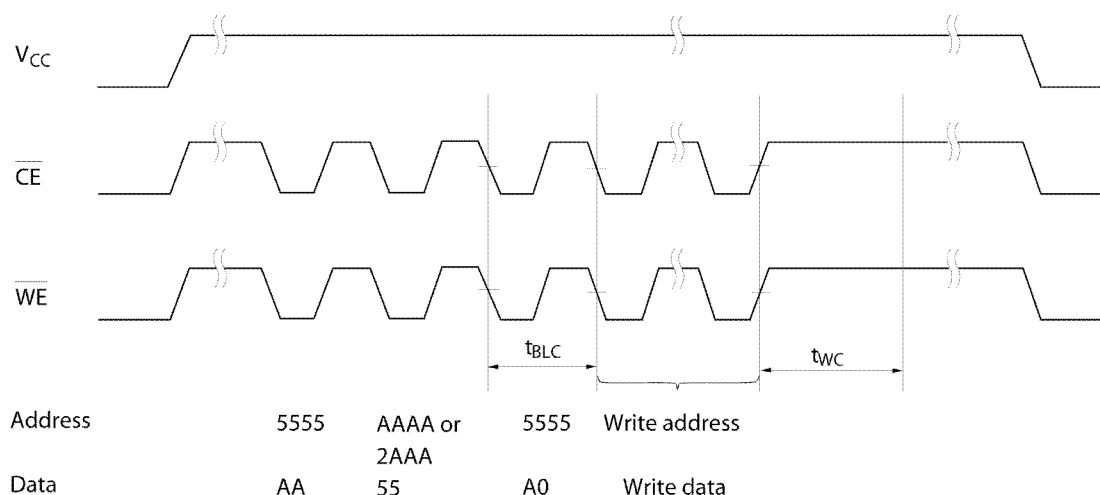 VCC
CE
WE
tBLC
tWC
Address 5555 AAAA or 5555 Write address
2AAA
Data AA 55 A0 Write data